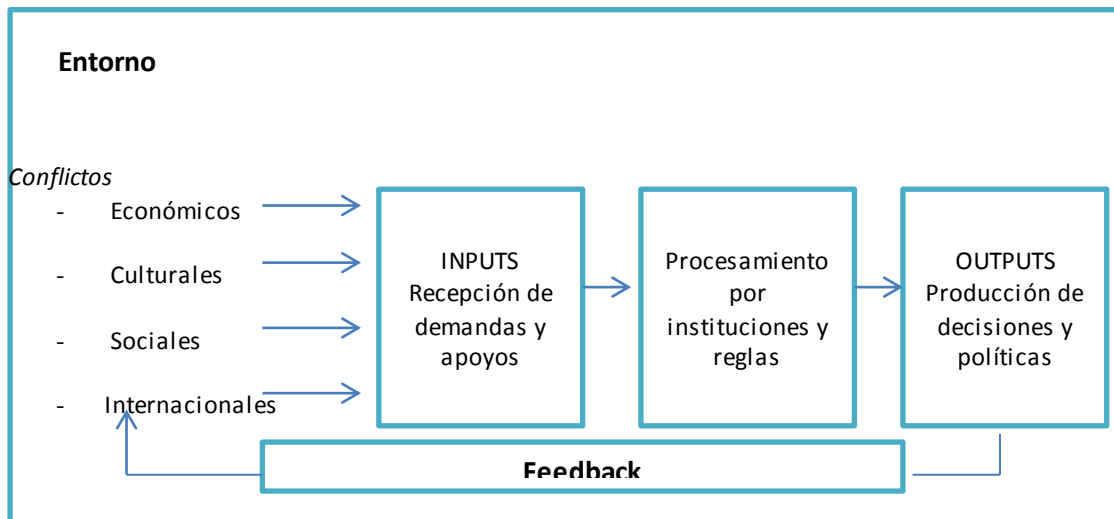 Entorno
Conflictos
- Económicos
- Culturales
- Sociales
- Internacionales
INPUTS
Recepción de
demandas y
apoyos
Procesamiento
por
instituciones y
reglas
OUTPUTS
Producción de
decisiones y
políticas
Feedback